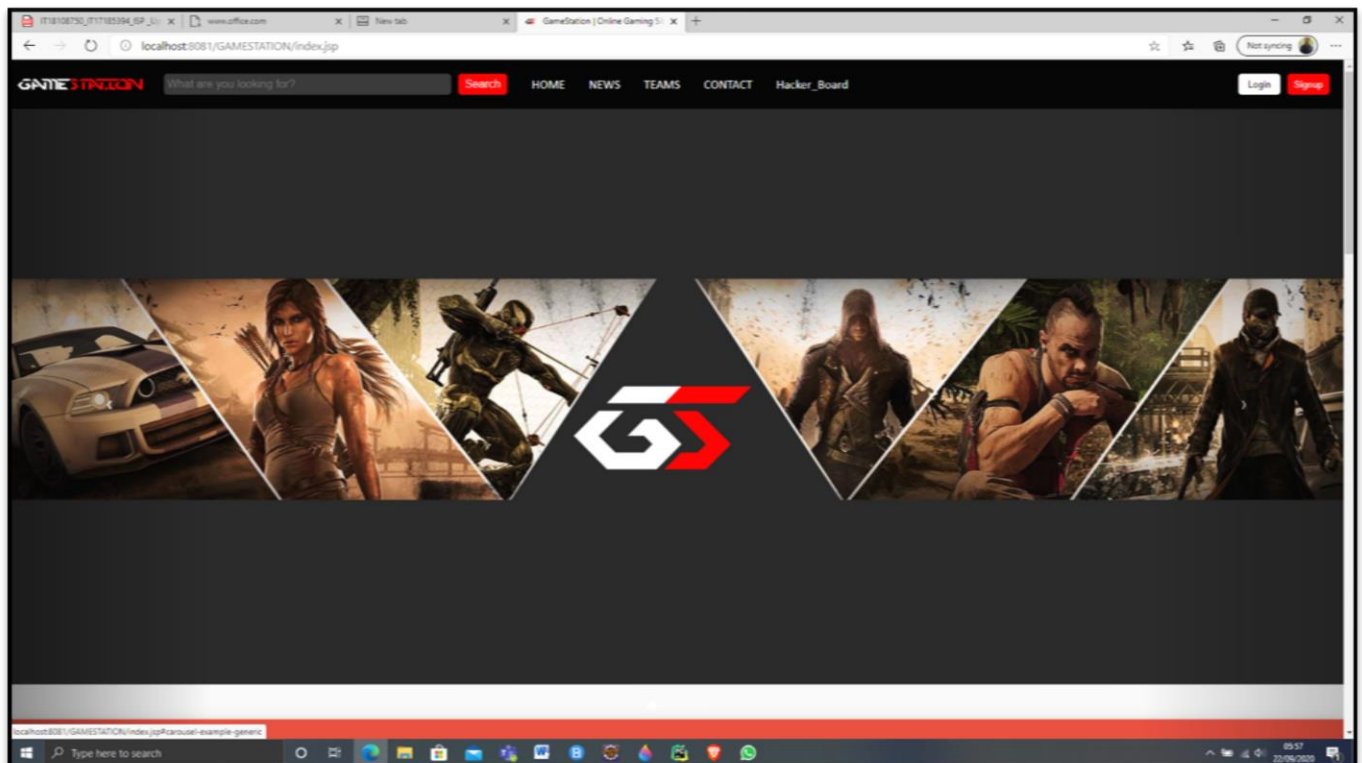 IT18108750_IT17185394_ISP_Up
www.office.com
New tab
GameStation | Online Gaming Si
localhost:8081/GAMESTATION/index.jsp
Not syncing
GAMESTATION
What are you looking for?
Search
HOME NEWS TEAMS CONTACT Hacker_Board
Login
Signup
GS
localhost:8081/GAMESTATION/index.jsp#carousel-example-generic
Type here to search
05:57
22/09/2020